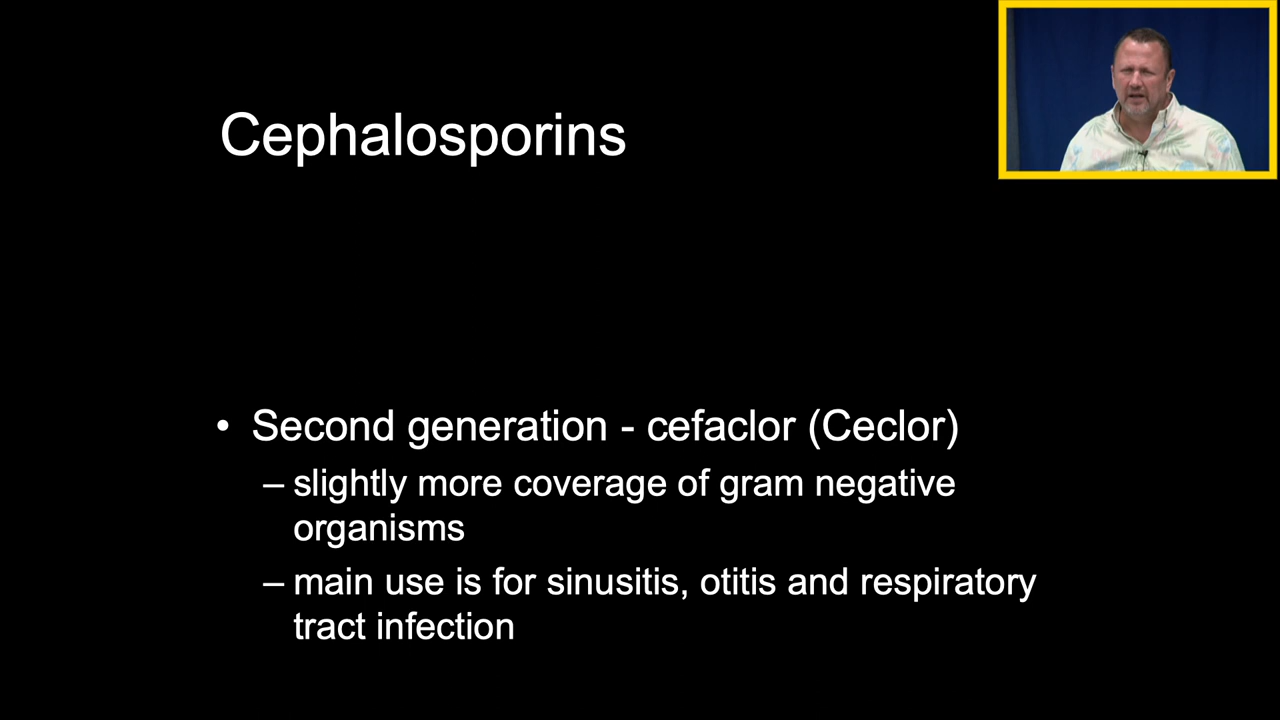 Cephalosporins
• Second generation - cefaclor (Ceclor)
– slightly more coverage of gram negative
organisms
– main use is for sinusitis, otitis and respiratory
tract infection